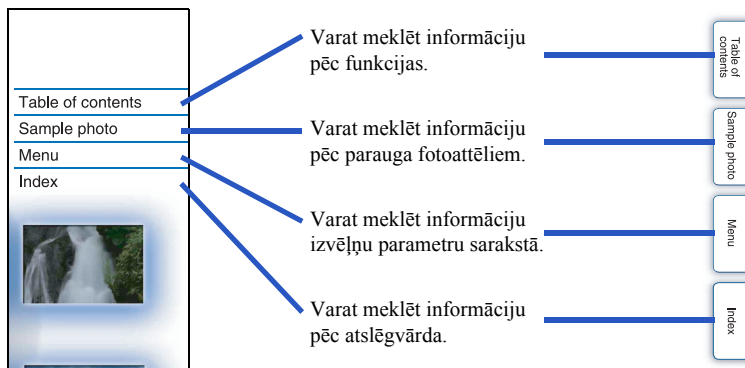 Table of contents
Sample photo
Menu
Index
Varat meklēt informāciju
pēc funkcijas.
Varat meklēt informāciju
pēc parauga fotoattēliem.
Varat meklēt informāciju
izvēļņu parametru sarakstā.
Varat meklēt informāciju
pēc atslēgvārda.
Table of
contents
Sample photo
Menu
Index